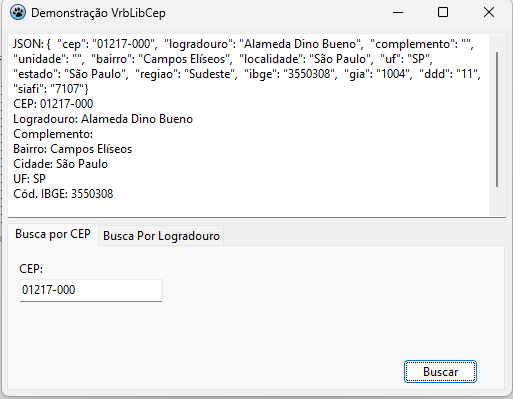 Demonstração VrbLibCep
JSON: {  "cep": "01217-000",  "logradouro": "Alameda Dino Bueno",  "complemento": "",
"unidade": "",  "bairro": "Campos Elíseos",  "localidade": "São Paulo",  "uf": "SP",
"estado": "São Paulo",  "regiao": "Sudeste",  "ibge": "3550308",  "gia": "1004",  "ddd": "11",
"siafi": "7107"}
CEP: 01217-000
Logradouro: Alameda Dino Bueno
Complemento:
Bairro: Campos Elíseos
Cidade: São Paulo
UF: SP
Cód. IBGE: 3550308
Busca por CEP Busca Por Logradouro
CEP:
01217-000
Buscar